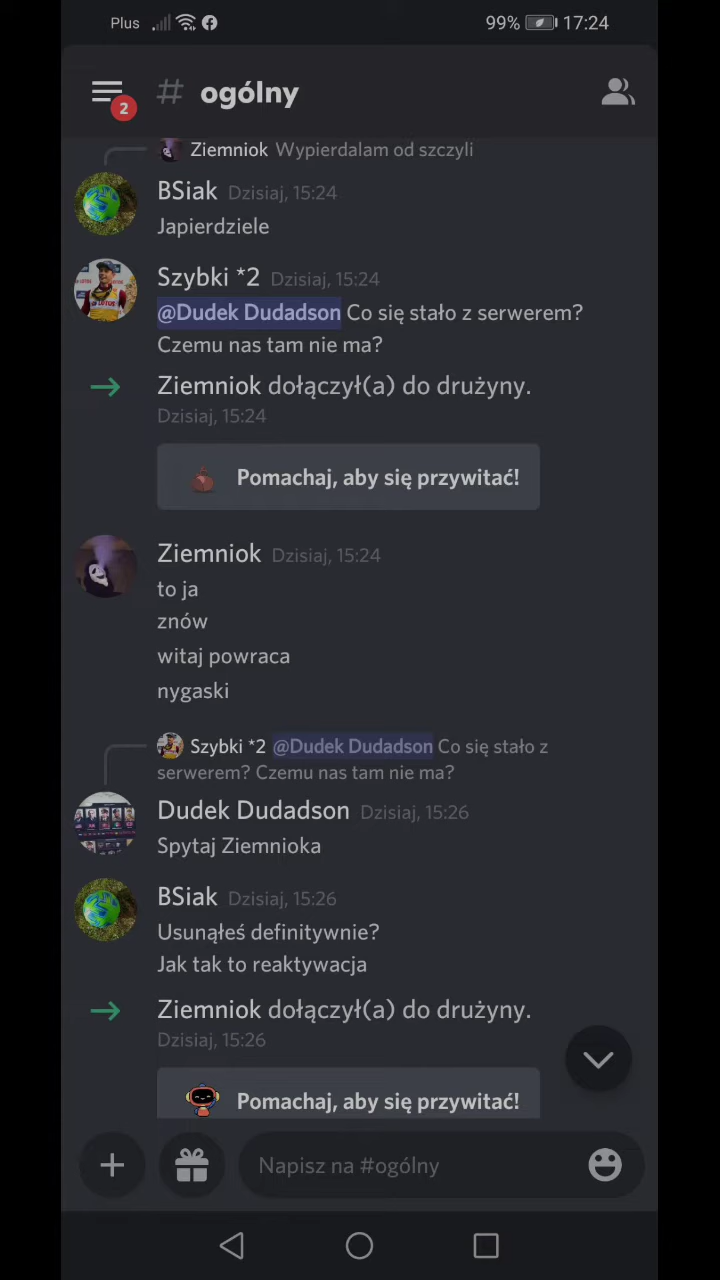 Plus 99% 17:24
2 # ogólny
Ziemniok Wypierdalam od szczyli
BSiak Dzisiaj, 15:24
Japierdziele
Szybki *2 Dzisiaj, 15:24
@Dudek Dudadson Co się stało z serwerem?
Czemu nas tam nie ma?
Ziemniok dołączył(a) do drużyny.
Dzisiaj, 15:24
Pomachaj, aby się przywitać!
Ziemniok Dzisiaj, 15:24
to ja
znów
witaj powraca
nygaski
Szybki *2 @Dudek Dudadson Co się stało z
serwerem? Czemu nas tam nie ma?
Dudek Dudadson Dzisiaj, 15:26
Spytaj Ziemnioka
BSiak Dzisiaj, 15:26
Usunąłeś definitywnie?
Jak tak to reaktywacja
Ziemniok dołączył(a) do drużyny.
Dzisiaj, 15:26
Pomachaj, aby się przywitać!
Napisz na #ogólny